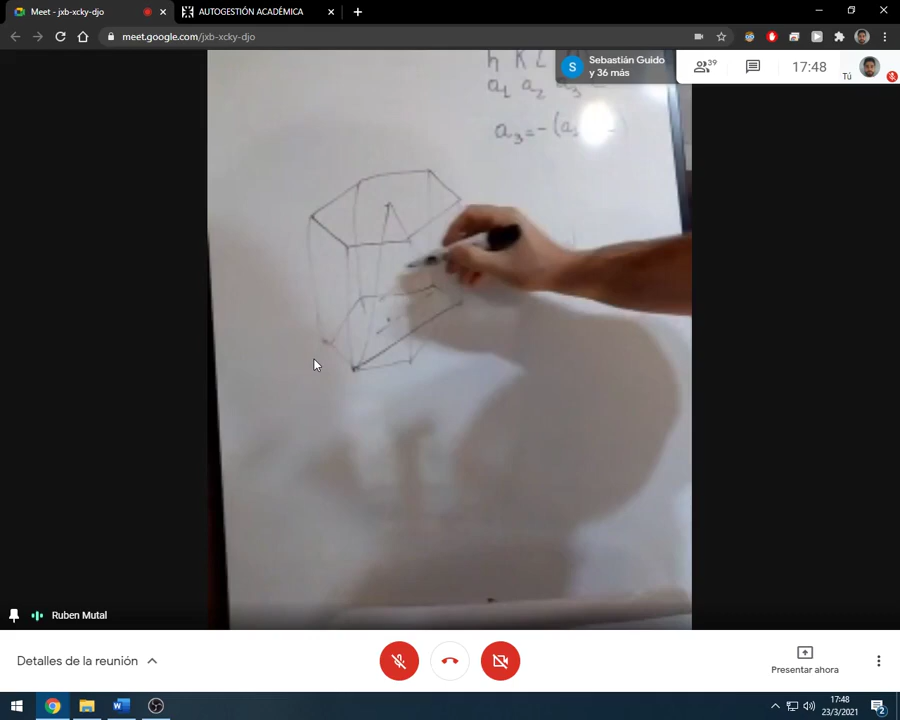 Meet - jxb-xcky-djo
AUTOGESTIÓN ACADÉMICA
meet.google.com/jxb-xcky-djo
h K L
a1 a2 a3
a3=-(a
S
Sebastián Guido
y 36 más
39
17:48
Tú
Ruben Mutal
Detalles de la reunión
Presentar ahora
17:48
23/3/2021
2